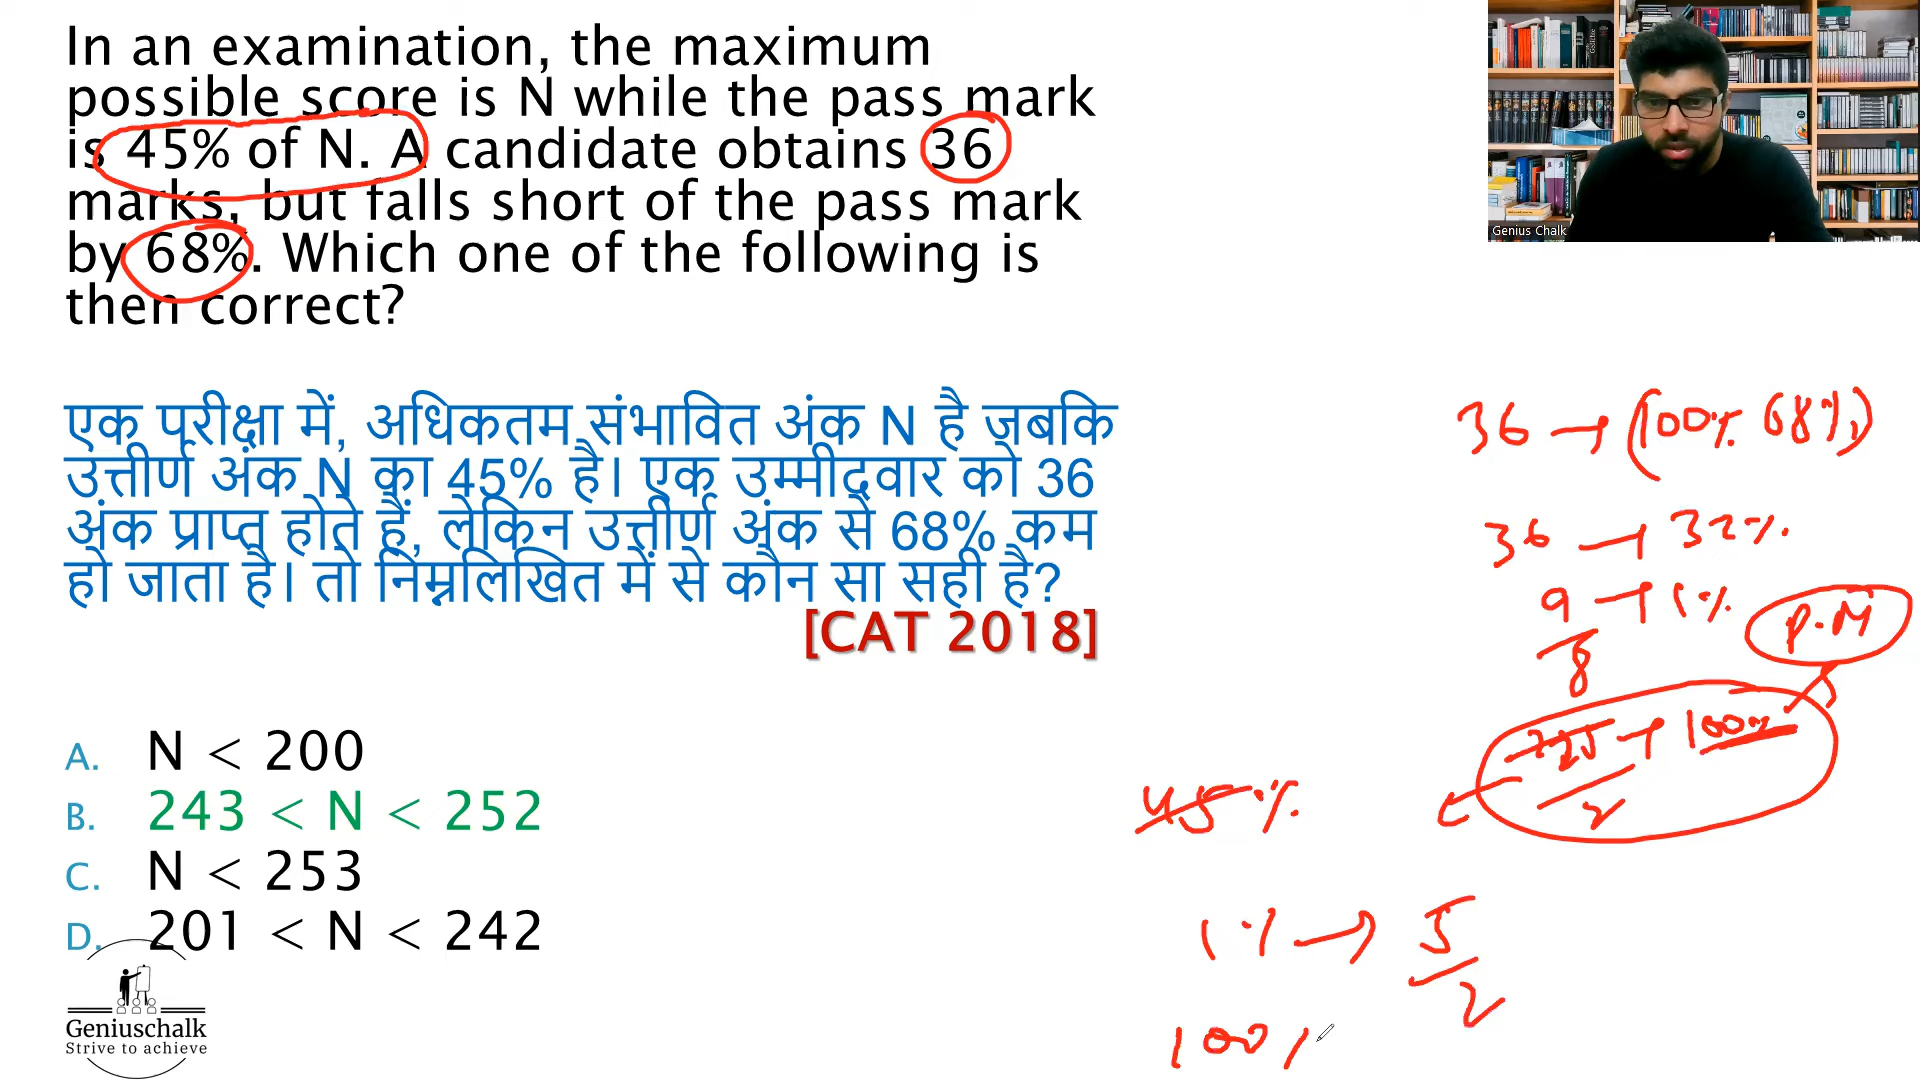 In an examination, the maximum
possible score is N while the pass mark
is 45% of N. A candidate obtains 36
marks, but falls short of the pass mark
by 68%. Which one of the following is
then correct?
एक परीक्षा में, अधिकतम संभावित अंक N है जबकि
उत्तीर्ण अंक N का 45% है। एक उम्मीदवार को 36
अंक प्राप्त होते हैं, लेकिन उत्तीर्ण अंक से 68% कम
हो जाता है। तो निम्नलिखित में से कौन सा सही है?
[CAT 2018]
A. N < 200
B. 243 < N < 252
C. N < 253
D. 201 < N < 242
Geniuschalk
Strive to achieve
Genius Chalk
36 → (100% 68%)
36 → 32%
9 → 1%
8
P.M
225 → 100%
2
45%
1% → 5
2
100%